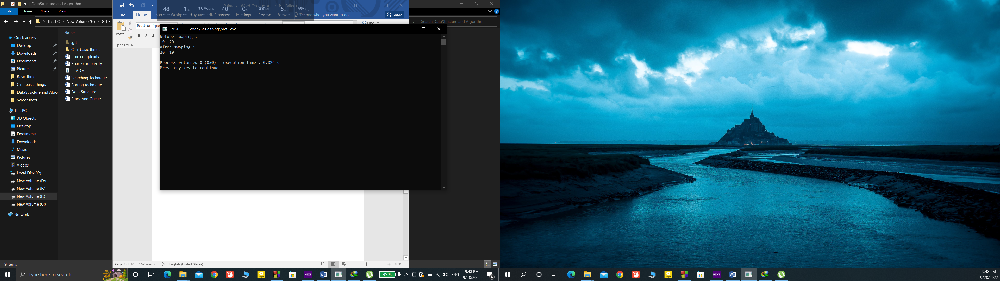 DataStructure and Algorithm
File Home Share View
This PC > New Volume (F:) > GIT Fil
Search DataStructure and Algorithm
Quick access
Desktop
Downloads
Documents
Pictures
Basic thing
C++ basic things
DataStructure and Algo
Screenshots
This PC
3D Objects
Desktop
Documents
Downloads
Music
Pictures
Videos
Local Disk (C:)
New Volume (D:)
New Volume (E:)
New Volume (F:)
New Volume (G:)
Network
9 items
Name
.git
C++ basic things
time complexity
Space complexity
README
Searching Technique
Sorting technique
Data Structure
Stack And Queue
Pointers - Word (Product Activation Failed)
48° 1% 3675MHz 40° 0% 300MHz 5GB 765KB/s
File Home Insert Design Layout References Mailings Review View Tell me what you want to do... Share
Paste
Clipboard
Book Antiqua
B I U
Find
"F:\STL C++ code\Basic thing\prct3.exe"
before swaping :
10 20
after swaping :
20 10
Process returned 0 (0x0) execution time : 0.026 s
Press any key to continue.
Page 7 of 10 167 words English (United States) 80%
Type here to search
NZXT
99%
ENG
9:48 PM
9/28/2022
4
NZXT
9:48 PM
9/28/2022